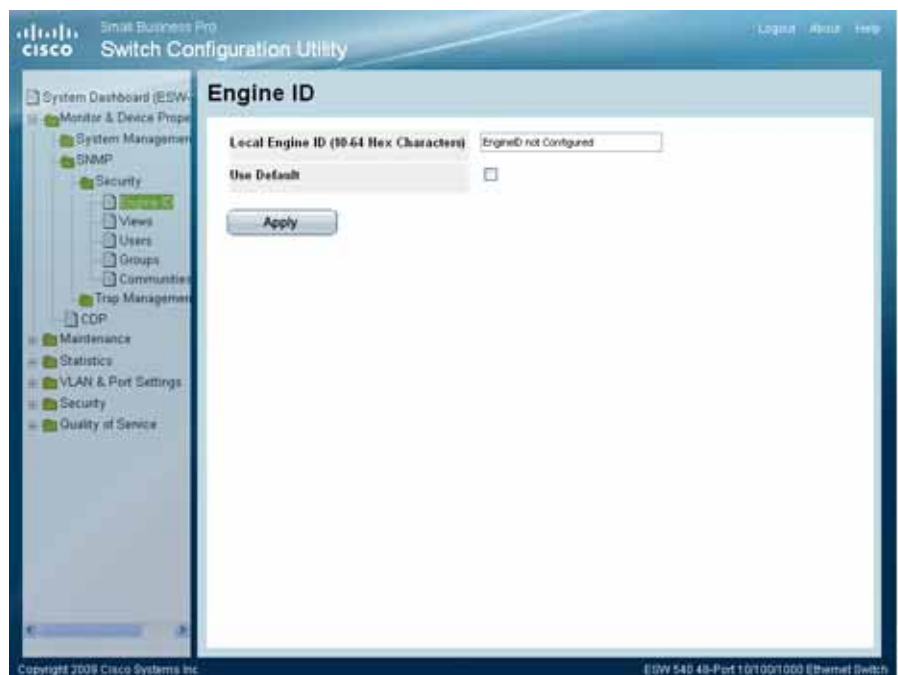 Small Business Pro
CISCO Switch Configuration Utility
Logout About Help
System Dashboard (ESW-
Monitor & Device Prope
System Managemen
SNMP
Security
Engine ID
Views
Users
Groups
Communities
Trap Managemen
CDP
Maintenance
Statistics
VLAN & Port Settings
Security
Quality of Service
Engine ID
Local Engine ID (10-64 Hex Characters) EngineID not Configured
Use Default
Apply
Copyright 2009 Cisco Systems Inc
ESW 540 48-Port 10/100/1000 Ethernet Switch